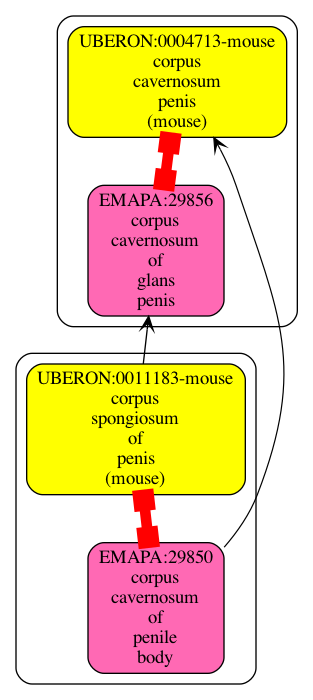 UBERON:0004713-mouse
corpus
cavernosum
penis
(mouse)
EMAPA:29856
corpus
cavernosum
of
glans
penis
UBERON:0011183-mouse
corpus
spongiosum
of
penis
(mouse)
EMAPA:29850
corpus
cavernosum
of
penile
body